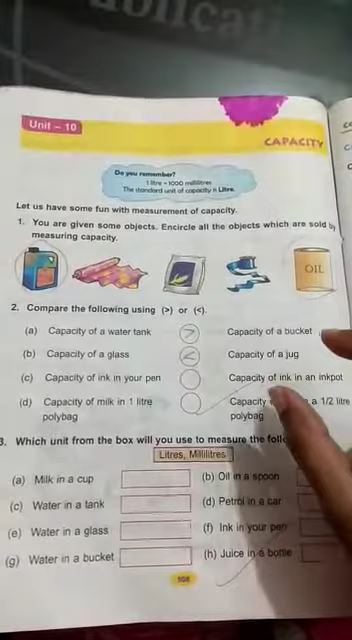 Unit - 10
CAPACITY
Do you remember?
1 litre = 1000 millilitres
The standard unit of capacity is Litre.
Let us have some fun with measurement of capacity.
1. You are given some objects. Encircle all the objects which are sold by
measuring capacity.
OIL
2. Compare the following using (>) or (<).
(a) Capacity of a water tank > Capacity of a bucket
(b) Capacity of a glass < Capacity of a jug
(c) Capacity of ink in your pen Capacity of ink in an inkpot
(d) Capacity of milk in 1 litre Capacity a 1/2 litre
polybag polybag
3. Which unit from the box will you use to measure the
Litres, Millilitres
(a) Milk in a cup (b) Oil in a spoon
(c) Water in a tank (d) Petrol in a car
(e) Water in a glass (f) Ink in your pen
(g) Water in a bucket (h) Juice in a bottle
108